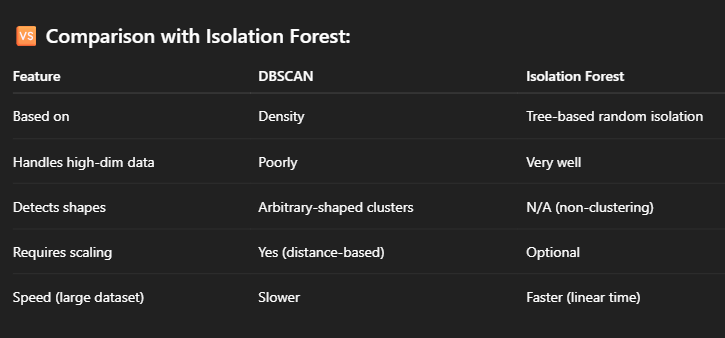 🆚 Comparison with Isolation Forest:
Feature DBSCAN Isolation Forest
Based on Density Tree-based random isolation
Handles high-dim data Poorly Very well
Detects shapes Arbitrary-shaped clusters N/A (non-clustering)
Requires scaling Yes (distance-based) Optional
Speed (large dataset) Slower Faster (linear time)